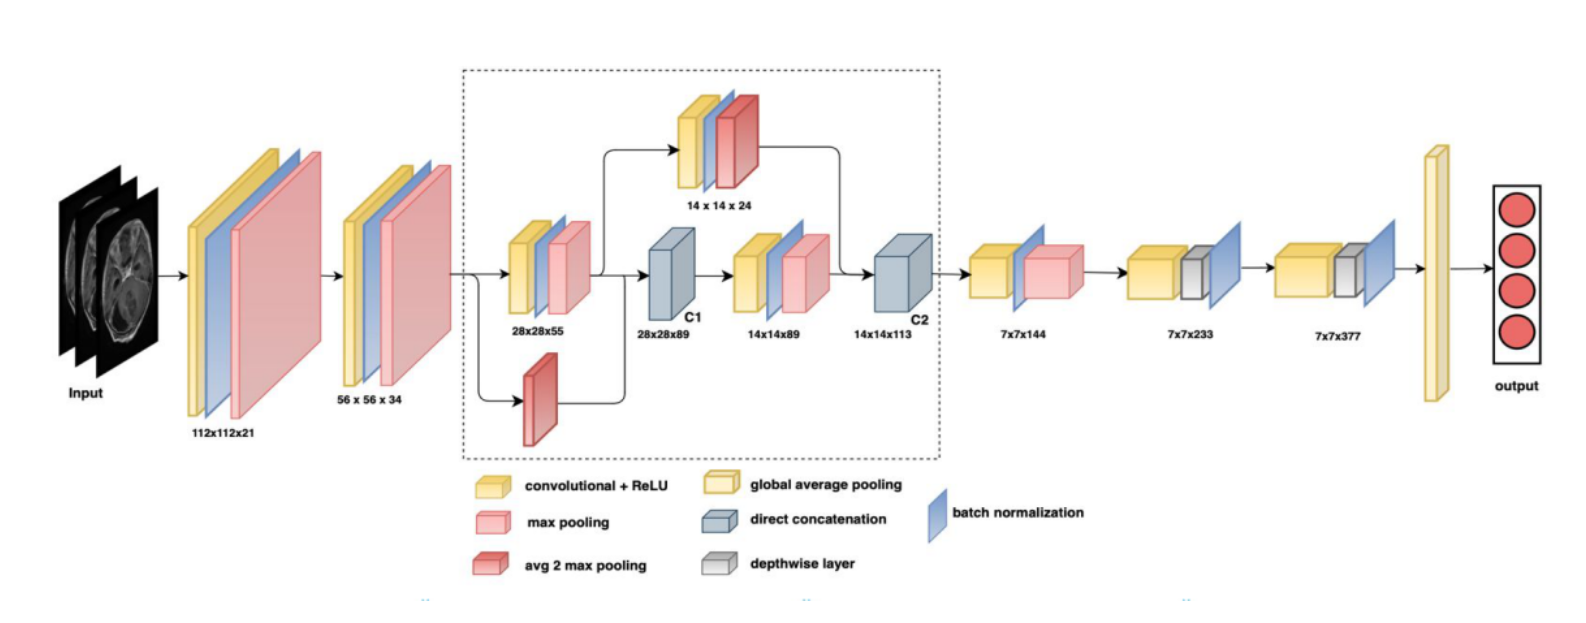 Input
112x112x21
56 x 56 x 34
28x28x55
14 x 14 x 24
28x28x89
C1
14x14x89
14x14x113
C2
7x7x144
7x7x233
7x7x377
output
convolutional + ReLU
max pooling
avg 2 max pooling
global average pooling
direct concatenation
depthwise layer
batch normalization